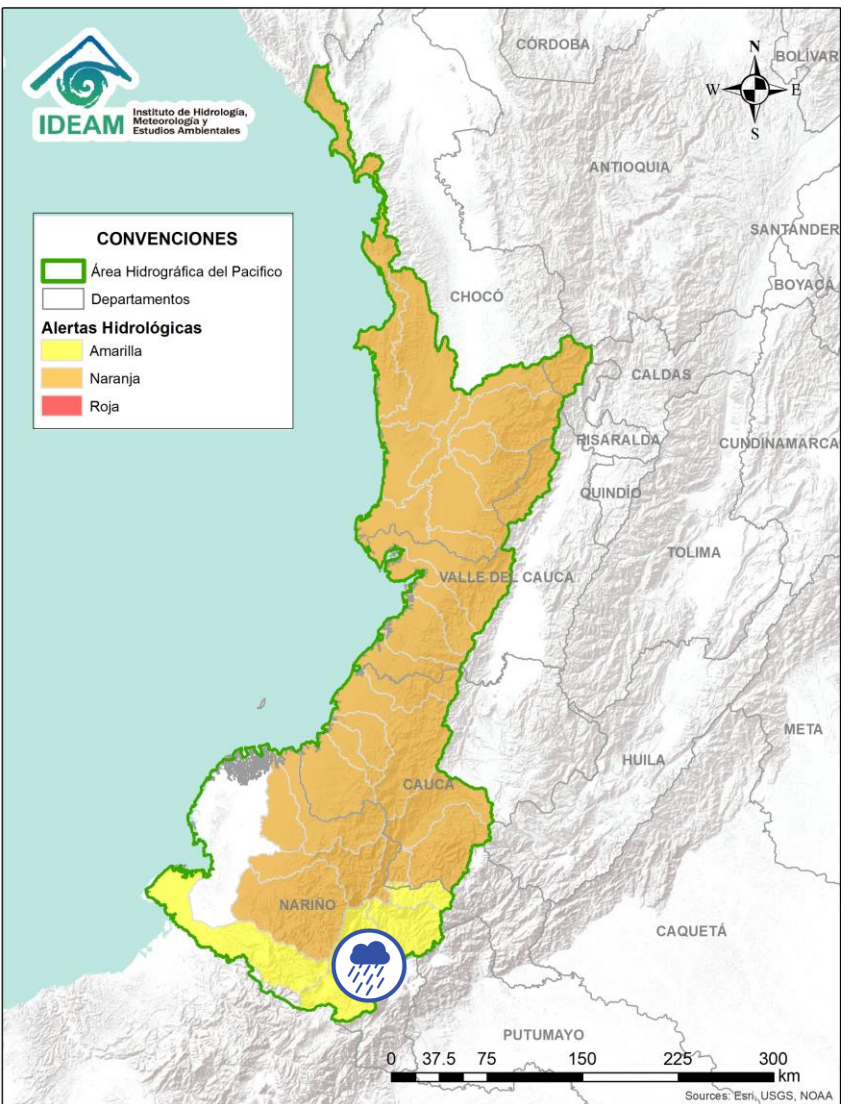 IDEAM
Instituto de Hidrología,
Meteorología y
Estudios Ambientales
N
W E
S
CONVENCIONES
Área Hidrográfica del Pacifico
Departamentos
Alertas Hidrológicas
Amarilla
Naranja
Roja
CÓRDOBA
BOLÍVAR
ANTIOQUIA
SANTANDER
BOYACÁ
CHOCÓ
CALDAS
RISARALDA
CUNDINAMARCA
QUINDÍO
TOLIMA
VALLE DEL CAUCA
META
HUILA
CAUCA
NARIÑO
CAQUETÁ
PUTUMAYO
0 37.5 75 150 225 300
km
Sources: Esri, USGS, NOAA